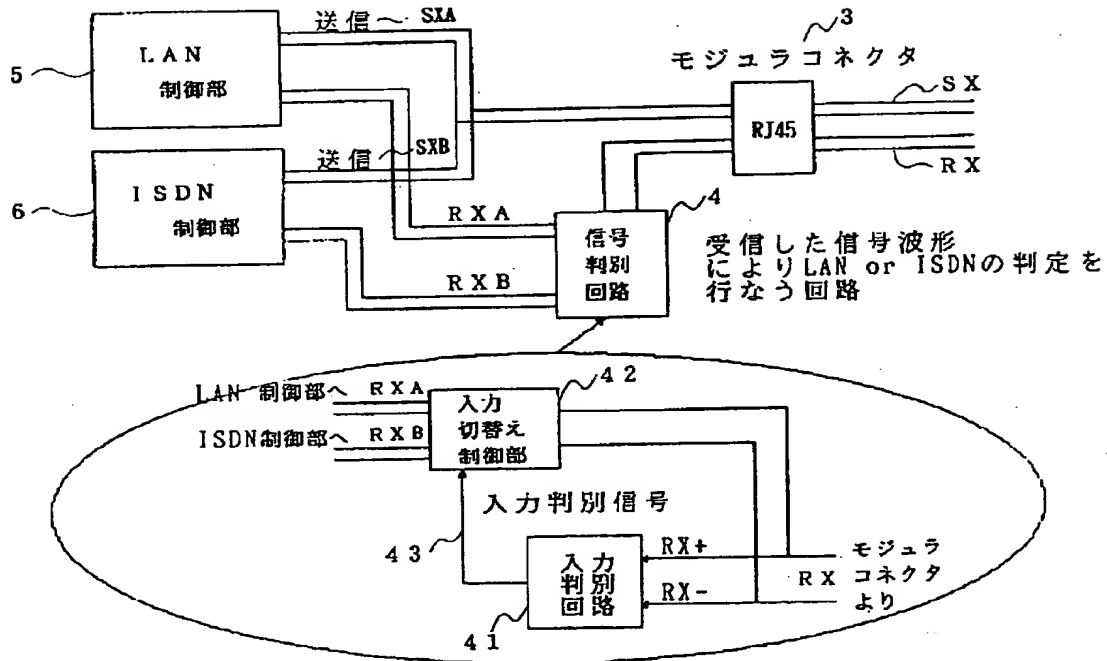 3
モジュラコネクタ
RJ45
SX
RX
5
LAN
制御部
送信 SXA
6
ISDN
制御部
送信 SXB
RXA
RXB
4
信号
判別
回路
受信した信号波形
によりLAN or ISDNの判定を
行なう回路
LAN 制御部へ RXA
ISDN制御部へ RXB
42
入力
切替え
制御部
入力判別信号
43
入力
判別
回路
41
RX+
RX-
RX
モジュラ
コネクタ
より